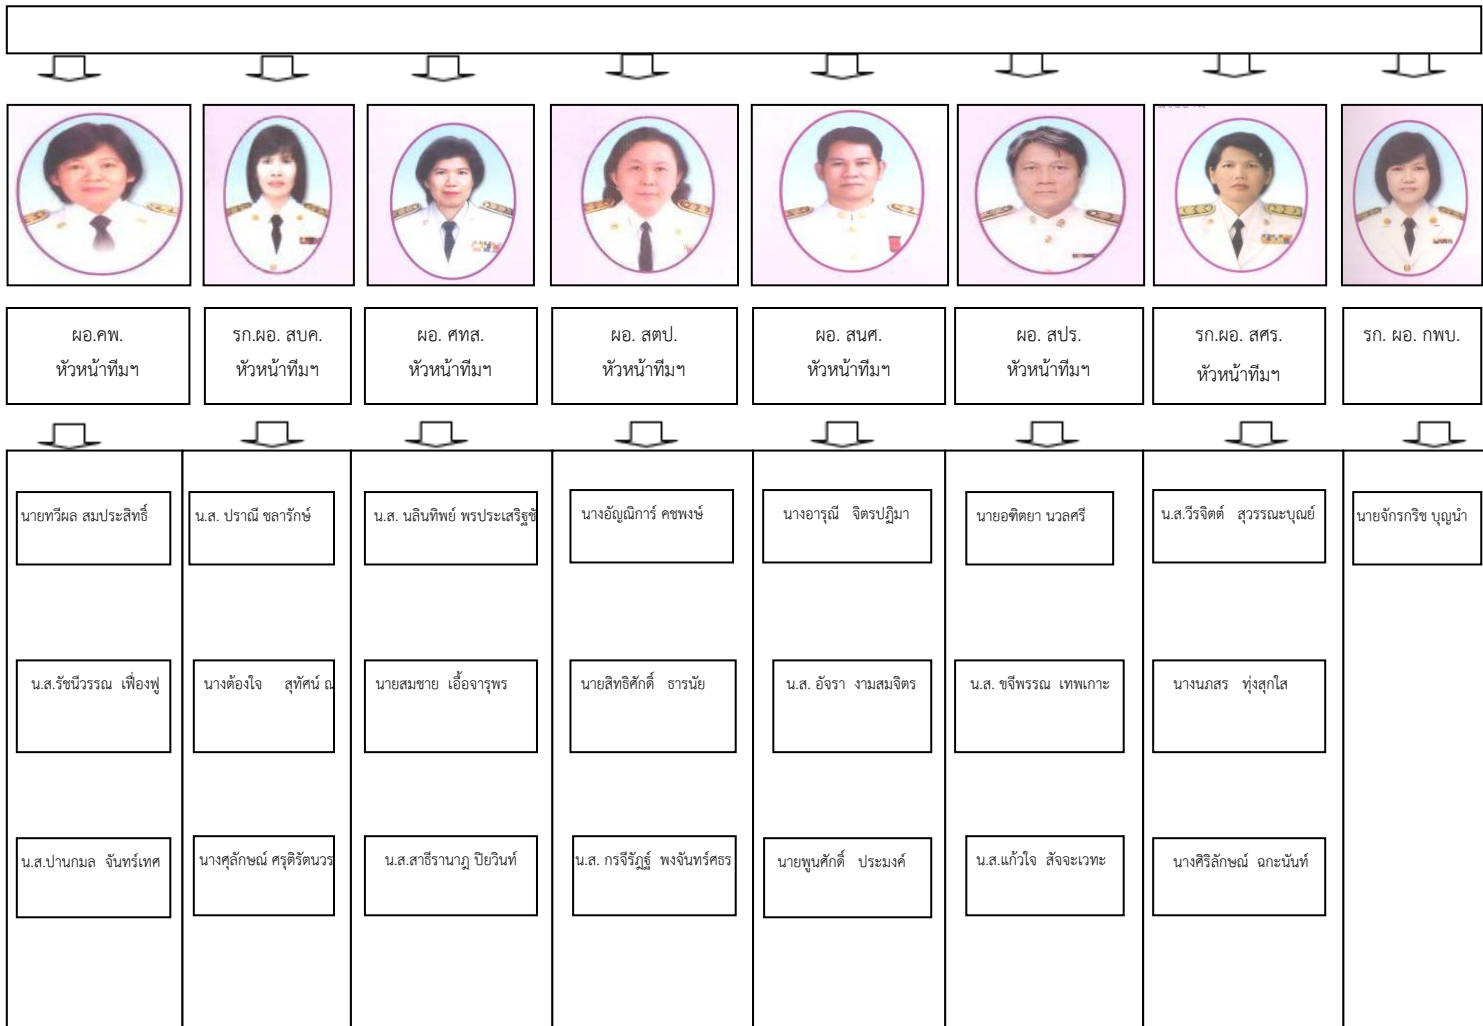 ผอ.คพ.
หัวหน้าทีมฯ
รก.ผอ. สบค.
หัวหน้าทีมฯ
ผอ. ศทส.
หัวหน้าทีมฯ
ผอ. สตป.
หัวหน้าทีมฯ
ผอ. สนศ.
หัวหน้าทีมฯ
ผอ. สปร.
หัวหน้าทีมฯ
รก.ผอ. สศร.
หัวหน้าทีมฯ
รก. ผอ. กพบ.
นายทวีผล สมประสิทธิ์
น.ส. ปราณี ชลารักษ์
น.ส. นลินทิพย์ พรประเสริฐชั
นางอัญณิการ์ คชพงษ์
นางอารุณี จิตรปฏิมา
นายอฑิตยา นวลศรี
น.ส.วีรจิตต์ สุวรรณะบุณย์
นายจักรกริช บุญนำ
น.ส.รัชนีวรรณ เฟื่องฟู
นางต้องใจ สุทัศน์ ณ
นายสมชาย เอื้อจารุพร
นายสิทธิศักดิ์ ธารนัย
น.ส. อัจรา งามสมจิตร
น.ส. ขจีพรรณ เทพเกาะ
นางนภสร ทุ่งสุกใส
น.ส.ปานกมล จันทร์เทศ
นางศุลักษณ์ ศรุติรัตนวร
น.ส.สาธีรานาฎ ปิยวินท์
น.ส. กรจีรัฏฐ์ พงจันทร์ศธร
นายพูนศักดิ์ ประมงค์
น.ส.แก้วใจ สัจจะเวทะ
นางศิริลักษณ์ ฉกะนันท์